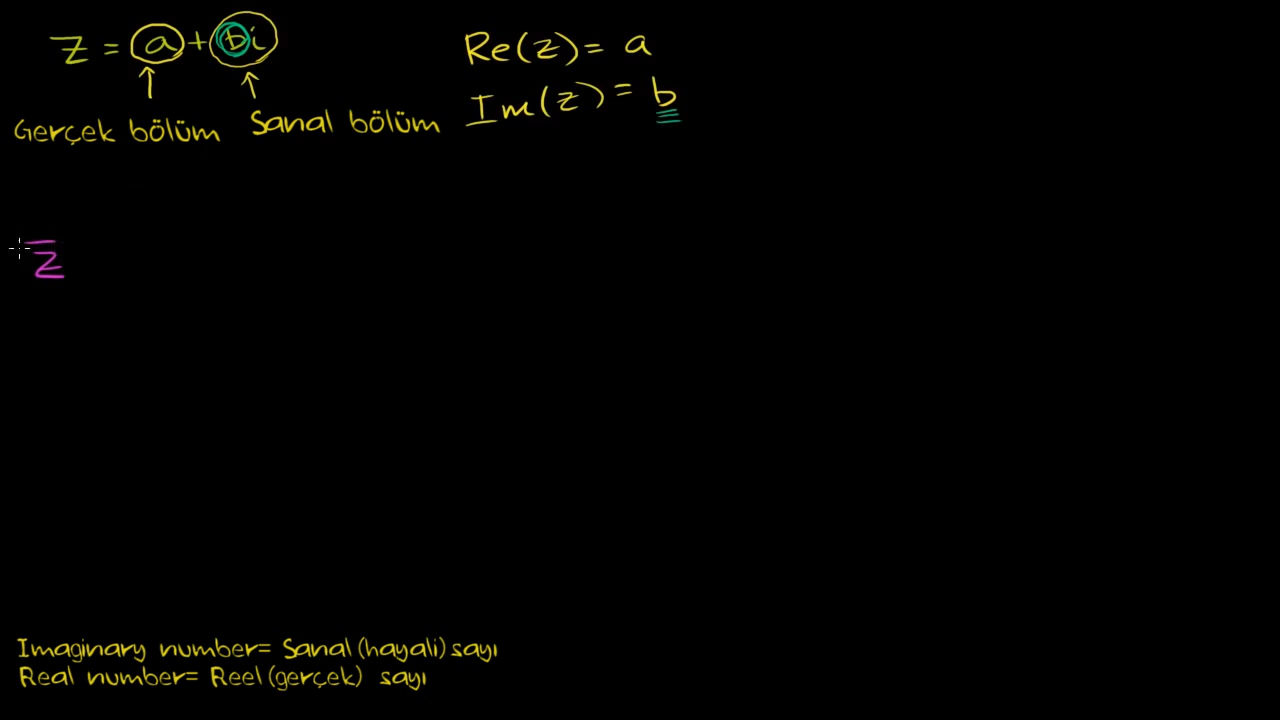 z = a + bi
Gerçek bölüm
Sanal bölüm
Re(z) = a
Im(z) = b
z̅
Imaginary number= Sanal (hayali) sayı
Real number= Reel (gerçek) sayı